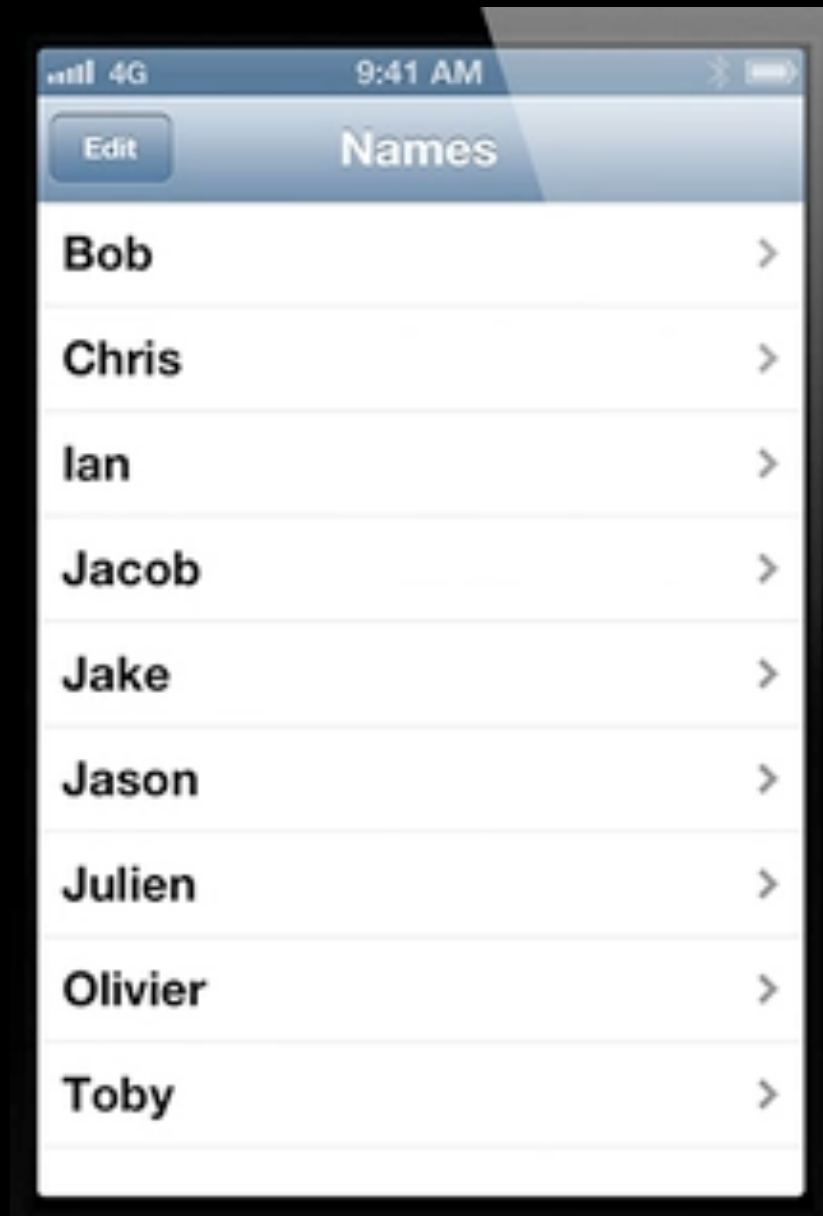 4G 9:41 AM
Edit Names
Bob
Chris
Ian
Jacob
Jake
Jason
Julien
Olivier
Toby